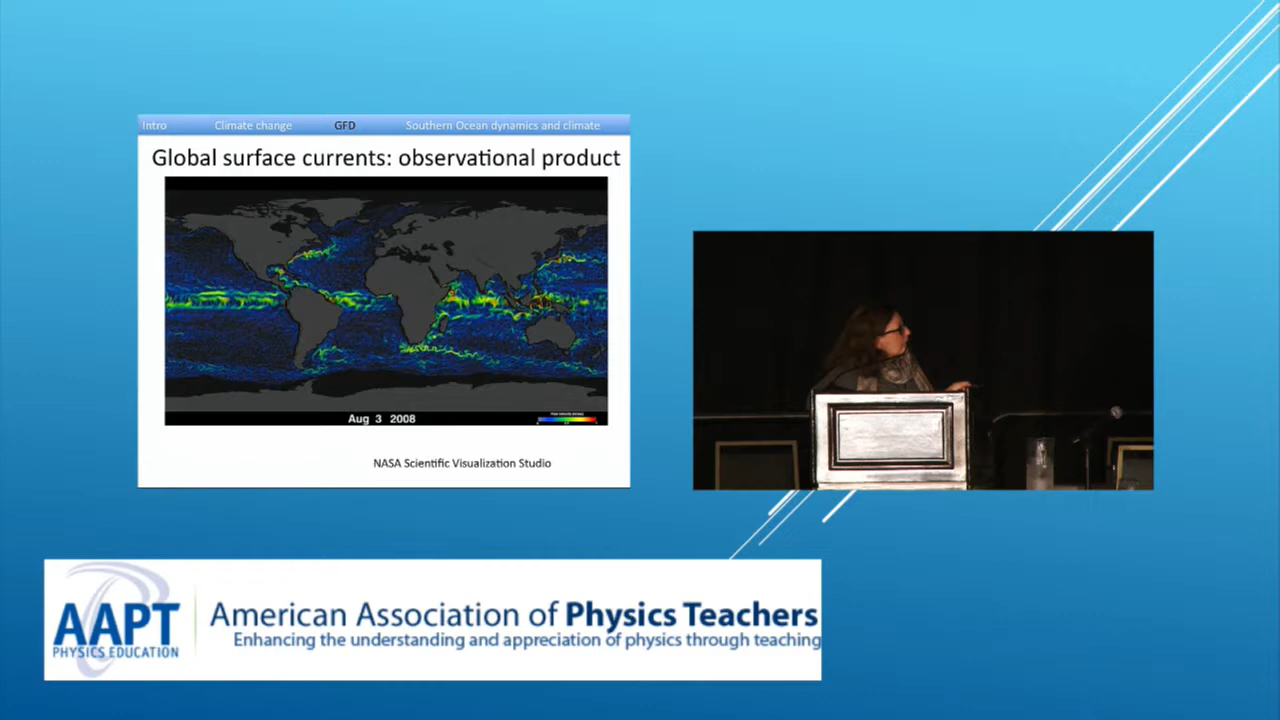 Intro Climate change GFD Southern Ocean dynamics and climate
Global surface currents: observational product
Aug 3 2008
NASA Scientific Visualization Studio
AAPT
PHYSICS EDUCATION
American Association of Physics Teachers
Enhancing the understanding and appreciation of physics through teaching